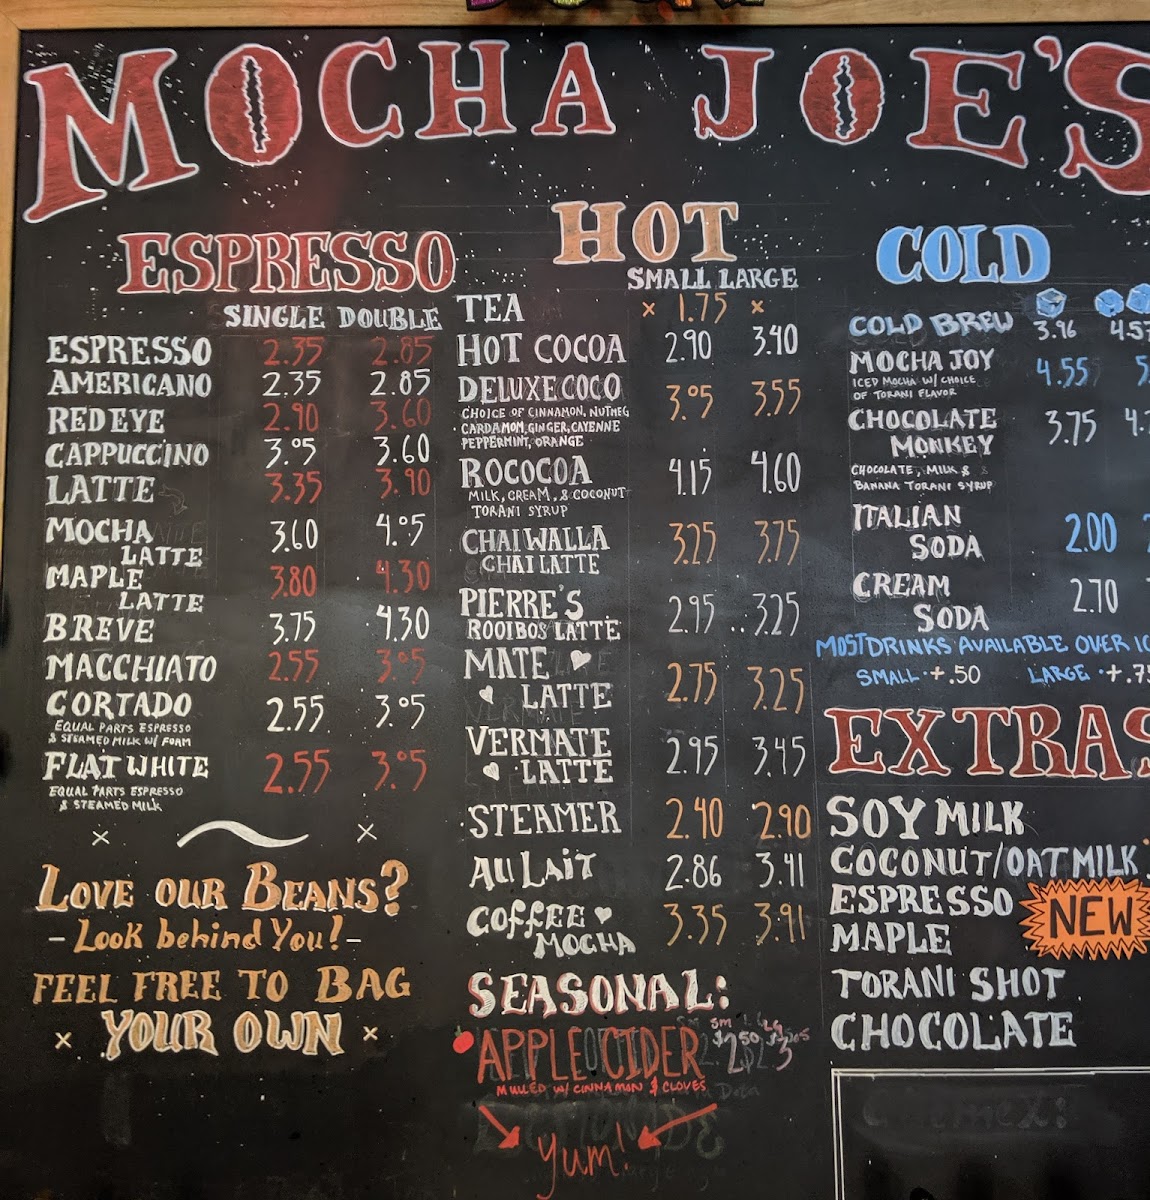 MOCHA JOE'S
ESPRESSO
SINGLE DOUBLE
ESPRESSO 2.35 2.85
AMERICANO 2.35 2.85
RED EYE 2.90 3.60
CAPPUCCINO 3.05 3.60
LATTE 3.35 3.90
MOCHA
LATTE 3.60 4.05
MAPLE
LATTE 3.80 4.30
BREVE 3.75 4.30
MACCHIATO 2.55 3.05
CORTADO 2.55 3.05
EQUAL PARTS ESPRESSO
& STEAMED MILK W/ FOAM
FLAT WHITE 2.55 3.05
EQUAL PARTS ESPRESSO
& STEAMED MILK
LOVE OUR BEANS?
- Look behind You! -
FEEL FREE TO BAG
x YOUR OWN x
HOT
SMALL LARGE
TEA x 1.75 x
HOT COCOA 2.90 3.40
DELUXE COCO 3.05 3.55
CHOICE OF CINNAMON, NUTMEG
CARDAMOM, GINGER, CAYENNE
PEPPERMINT, ORANGE
ROCOCOA 4.15 4.60
MILK, CREAM, & COCONUT
TORANI SYRUP
CHAI WALLA 3.25 3.75
CHAI LATTE
PIERRE'S 2.95 .. 3.25
ROOIBOS LATTE
MATE ♥
♥ LATTE 2.75 3.25
VERMATE 2.95 3.45
♥ LATTE
STEAMER 2.40 2.90
AU LAIT 2.86 3.41
COFFEE ♥ 3.35 3.91
MOCHA
SEASONAL:
APPLE CIDER
MULLED W/ CINNAMON & CLOVES
yum!
COLD
COLD BREW 3.96 4.57
MOCHA JOY 4.55
ICED MOCHA W/ CHOICE
OF TORANI FLAVOR
CHOCOLATE 3.75
MONKEY
CHOCOLATE, MILK &
BANANA TORANI SYRUP
ITALIAN
SODA 2.00
CREAM
SODA 2.70
MOST DRINKS AVAILABLE OVER
SMALL • +.50 LARGE • +.75
EXTRAS
SOY MILK
COCONUT/OAT MILK
ESPRESSO
NEW
MAPLE
TORANI SHOT
CHOCOLATE